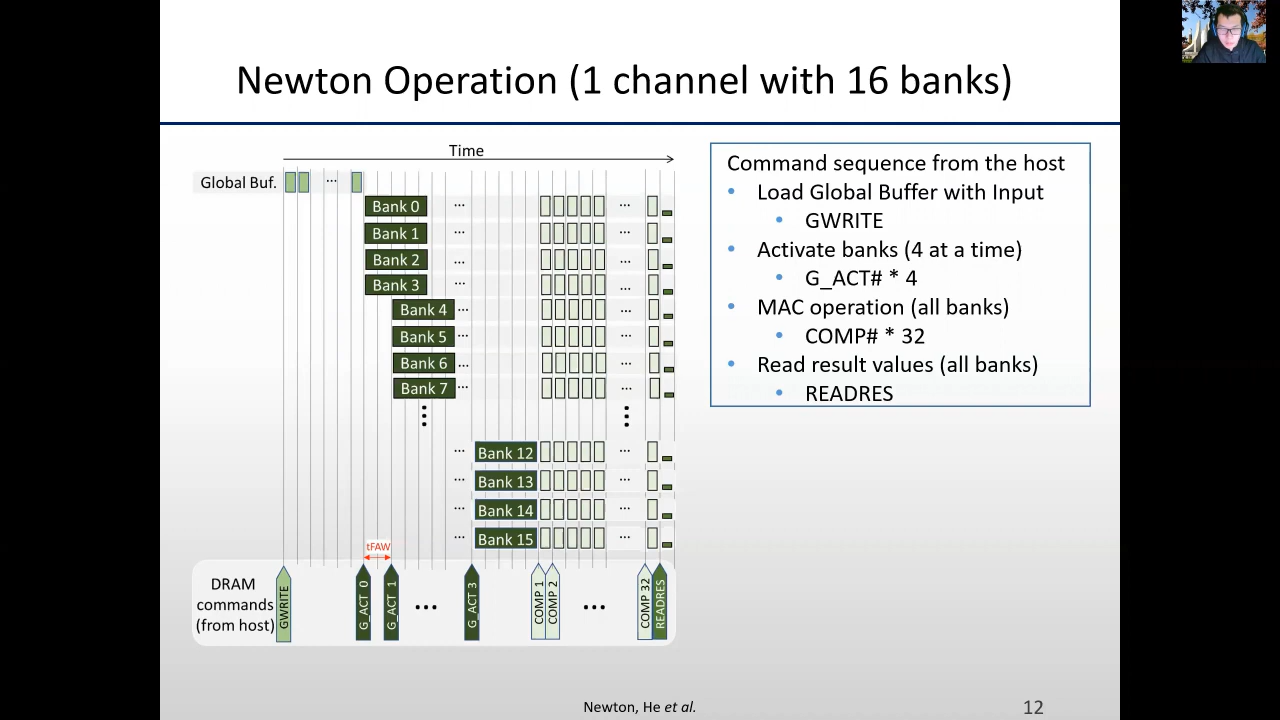 Newton Operation (1 channel with 16 banks)
Time
Global Buf.
...
Bank 0 ... ...
Bank 1 ... ...
Bank 2 ... ...
Bank 3 ... ...
Bank 4 ... ...
Bank 5 ... ...
Bank 6 ... ...
Bank 7 ... ...
... Bank 12 ...
... Bank 13 ...
... Bank 14 ...
... Bank 15 ...
tFAW
DRAM
commands
(from host)
GWRITE
G_ACT 0
G_ACT 1
...
G_ACT 3
COMP 1
COMP 2
...
COMP 32
READRES
Command sequence from the host
• Load Global Buffer with Input
• GWRITE
• Activate banks (4 at a time)
• G_ACT# * 4
• MAC operation (all banks)
• COMP# * 32
• Read result values (all banks)
• READRES
Newton, He et al.
12